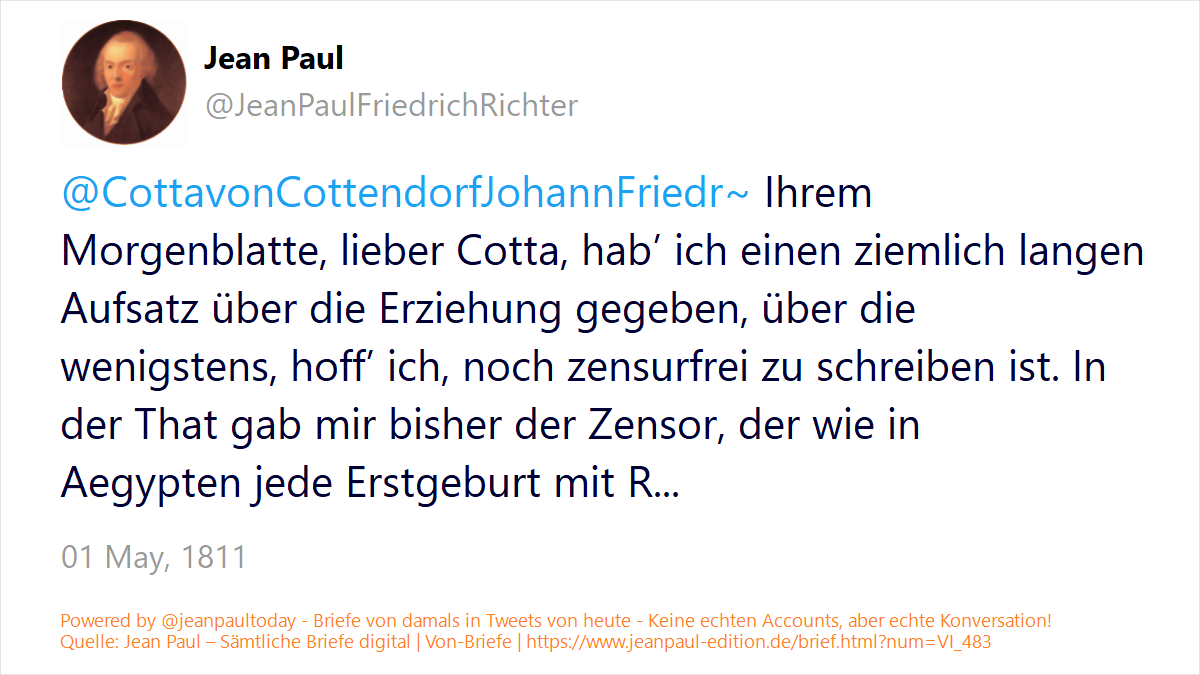 Jean Paul
@JeanPaulFriedrichRichter
@CottavonCottendorfJohannFriedr~ Ihrem
Morgenblatte, lieber Cotta, hab’ ich einen ziemlich langen
Aufsatz über die Erziehung gegeben, über die
wenigstens, hoff’ ich, noch zensurfrei zu schreiben ist. In
der That gab mir bisher der Zensor, der wie in
Aegypten jede Erstgeburt mit R...
01 May, 1811
Powered by @jeanpaultoday - Briefe von damals in Tweets von heute - Keine echten Accounts, aber echte Konversation!
Quelle: Jean Paul – Sämtliche Briefe digital | Von-Briefe | https://www.jeanpaul-edition.de/brief.html?num=VI_483